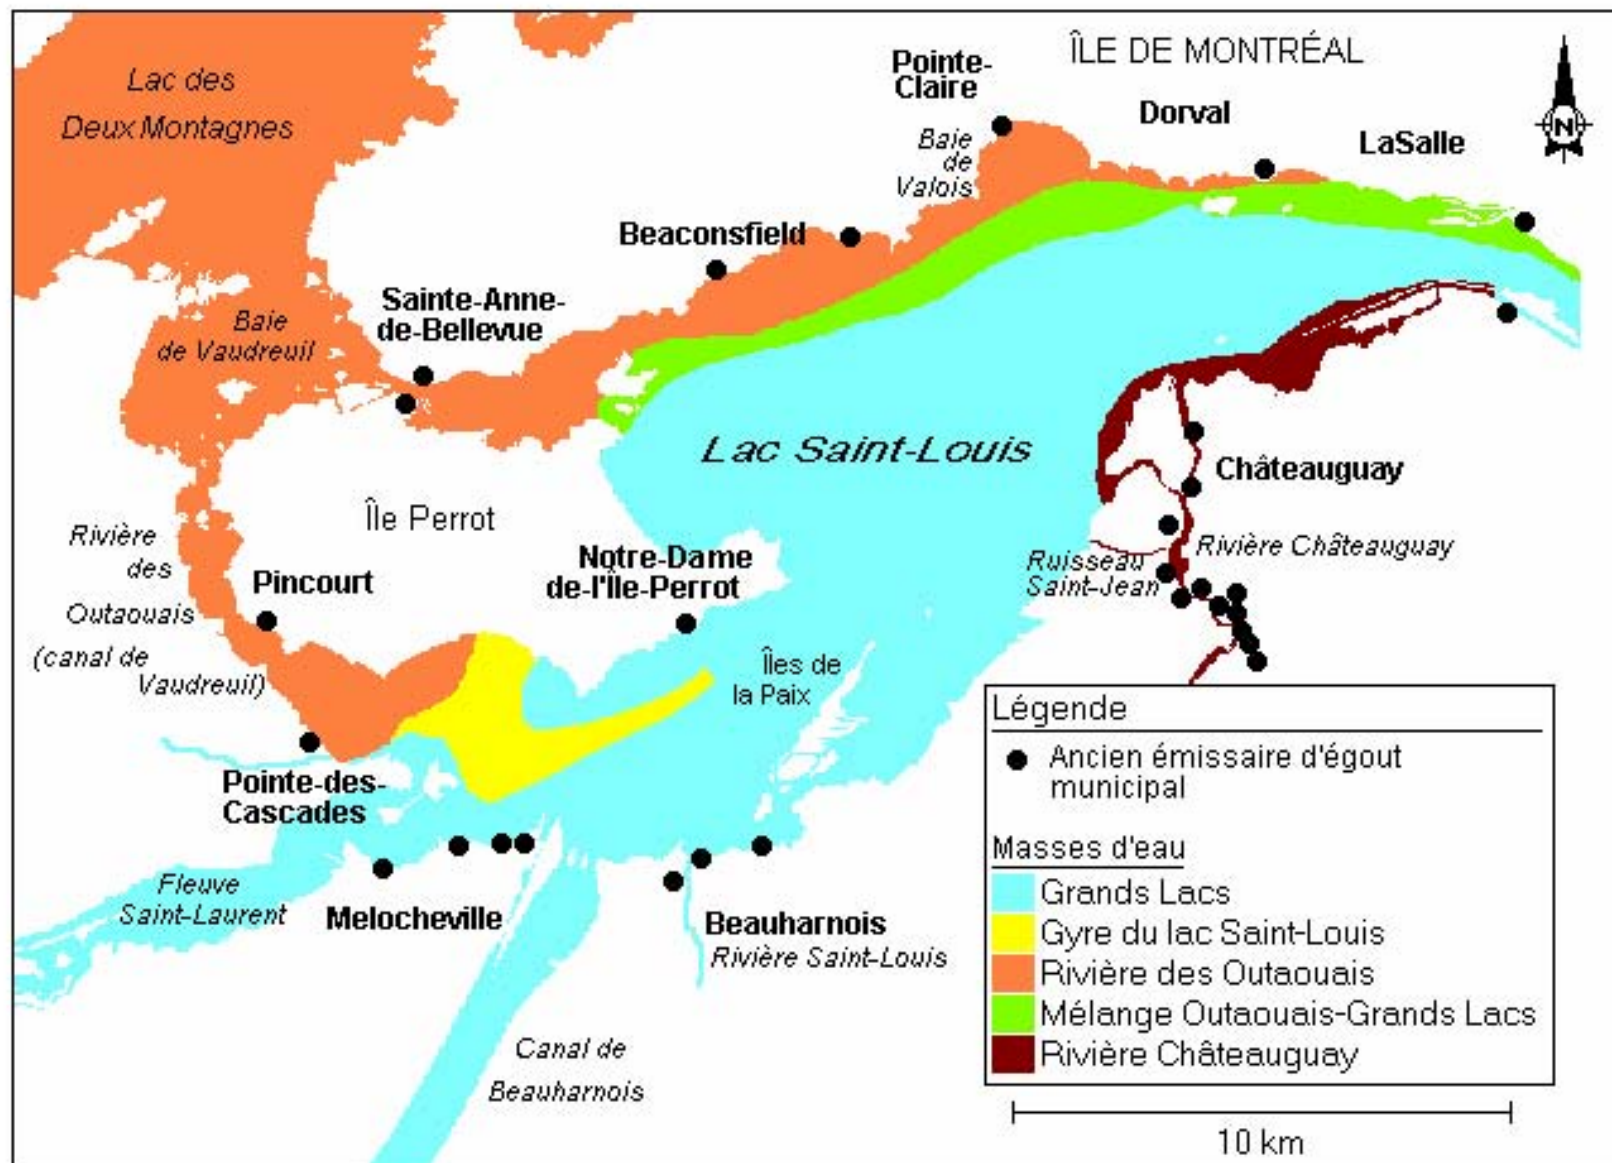 Lac des
Deux Montagnes
ÎLE DE MONTRÉAL
Pointe-
Claire
Dorval
LaSalle
N
Baie
de
Valois
Beaconsfield
Sainte-Anne-
de-Bellevue
Baie
de Vaudreuil
Lac Saint-Louis
Châteauguay
Île Perrot
Rivière
des
Outaouais
(canal de
Vaudreuil)
Pincourt
Notre-Dame
de-l'Île-Perrot
Rivière Châteauguay
Ruisseau
Saint-Jean
Îles de
la Paix
Pointe-des-
Cascades
Fleuve
Saint-Laurent
Melocheville
Beauharnois
Rivière Saint-Louis
Canal de
Beauharnois
Légende
Ancien émissaire d'égout
municipal
Masses d'eau
Grands Lacs
Gyre du lac Saint-Louis
Rivière des Outaouais
Mélange Outaouais-Grands Lacs
Rivière Châteauguay
10 km